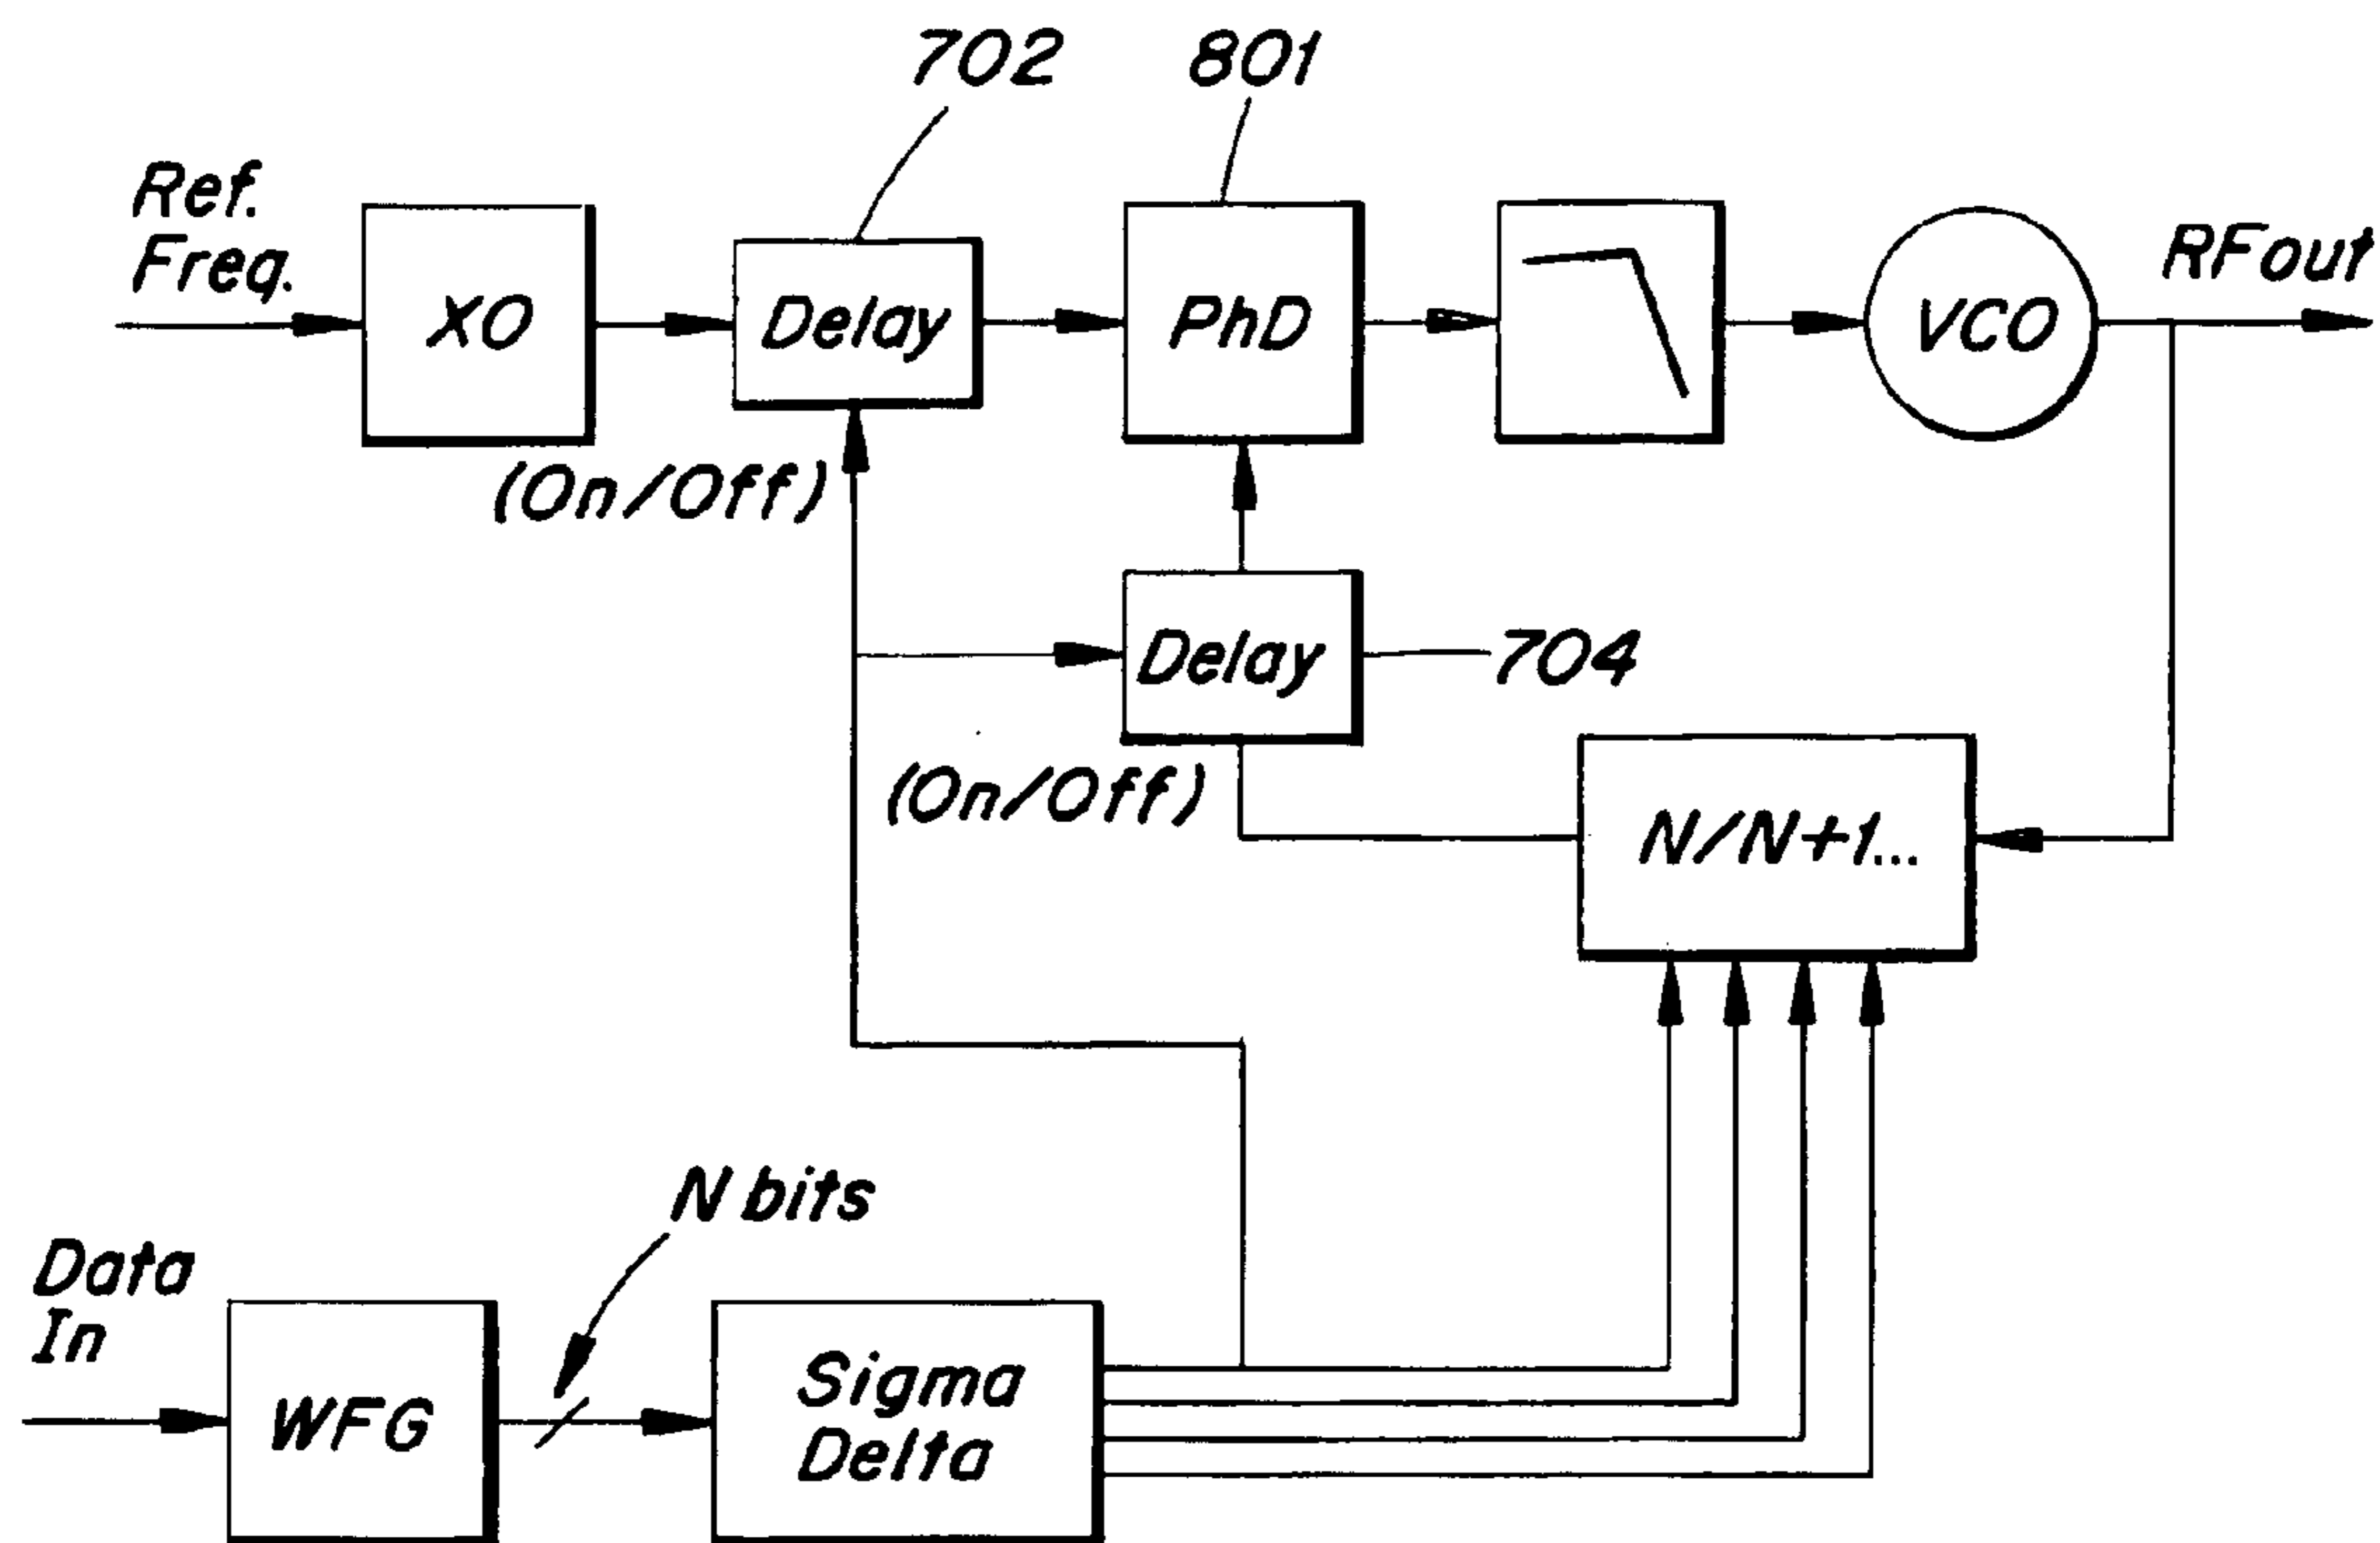 702
801
Ref.
Freq.
XO
Delay
PhD
VCO
RFout
(On/Off)
Delay
704
(On/Off)
N/N+1...
N bits
Data
In
WFG
Sigma
Delta